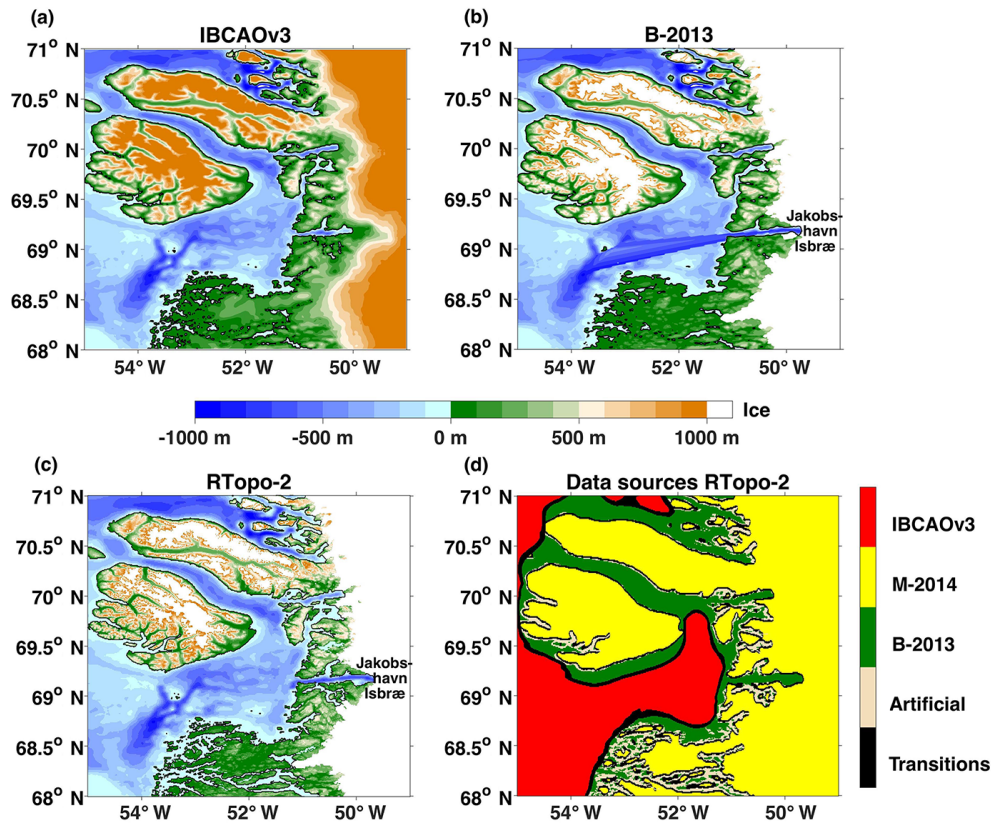 (a)
IBCAOv3
71° N
70.5° N
70° N
69.5° N
69° N
68.5° N
68° N
54° W
52° W
50° W
(b)
B-2013
71° N
70.5° N
70° N
69.5° N
69° N
68.5° N
68° N
Jakobs-
havn
Isbræ
54° W
52° W
50° W
Ice
-1000 m
-500 m
0 m
500 m
1000 m
(c)
RTopo-2
71° N
70.5° N
70° N
69.5° N
69° N
68.5° N
68° N
Jakobs-
havn
Isbræ
54° W
52° W
50° W
(d)
Data sources RTopo-2
71° N
70.5° N
70° N
69.5° N
69° N
68.5° N
68° N
54° W
52° W
50° W
IBCAOv3
M-2014
B-2013
Artificial
Transitions